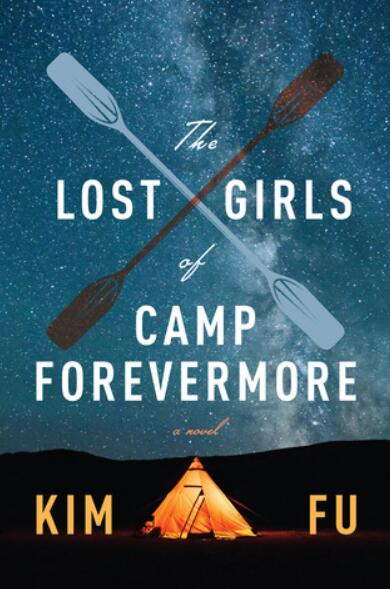 The
LOST GIRLS
of
CAMP
FOREVERMORE
a novel
KIM FU